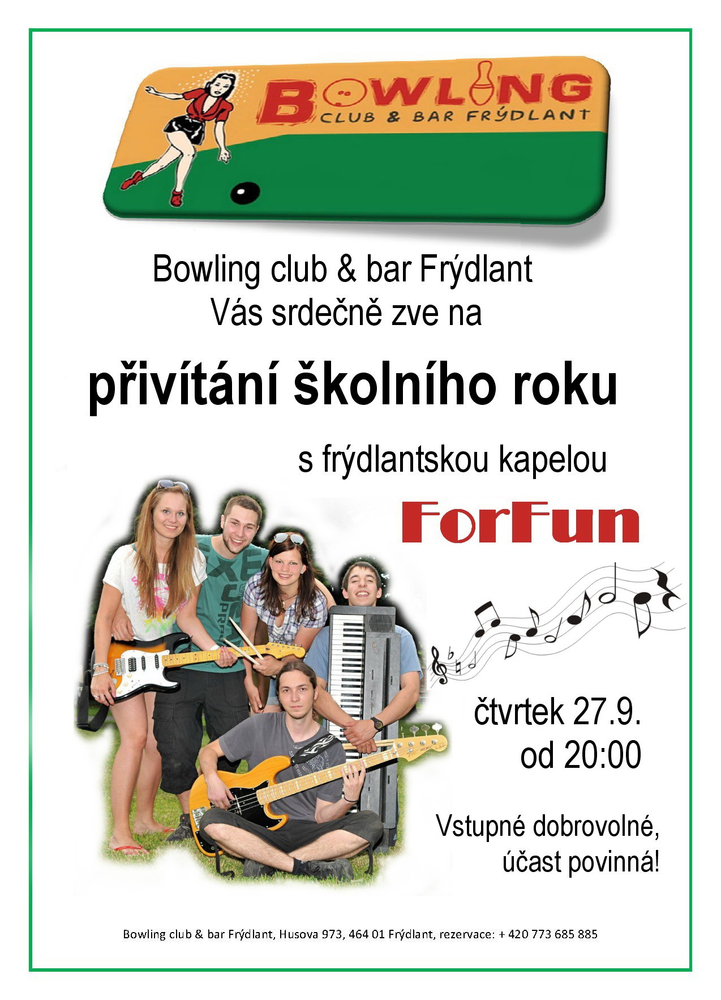 BOWLING
CLUB & BAR FRÝDLANT
Bowling club & bar Frýdlant
Vás srdečně zve na
přivítání školního roku
s frýdlantskou kapelou
ForFun
čtvrtek 27.9.
od 20:00
Vstupné dobrovolné,
účast povinná!
Bowling club & bar Frýdlant, Husova 973, 464 01 Frýdlant, rezervace: + 420 773 685 885